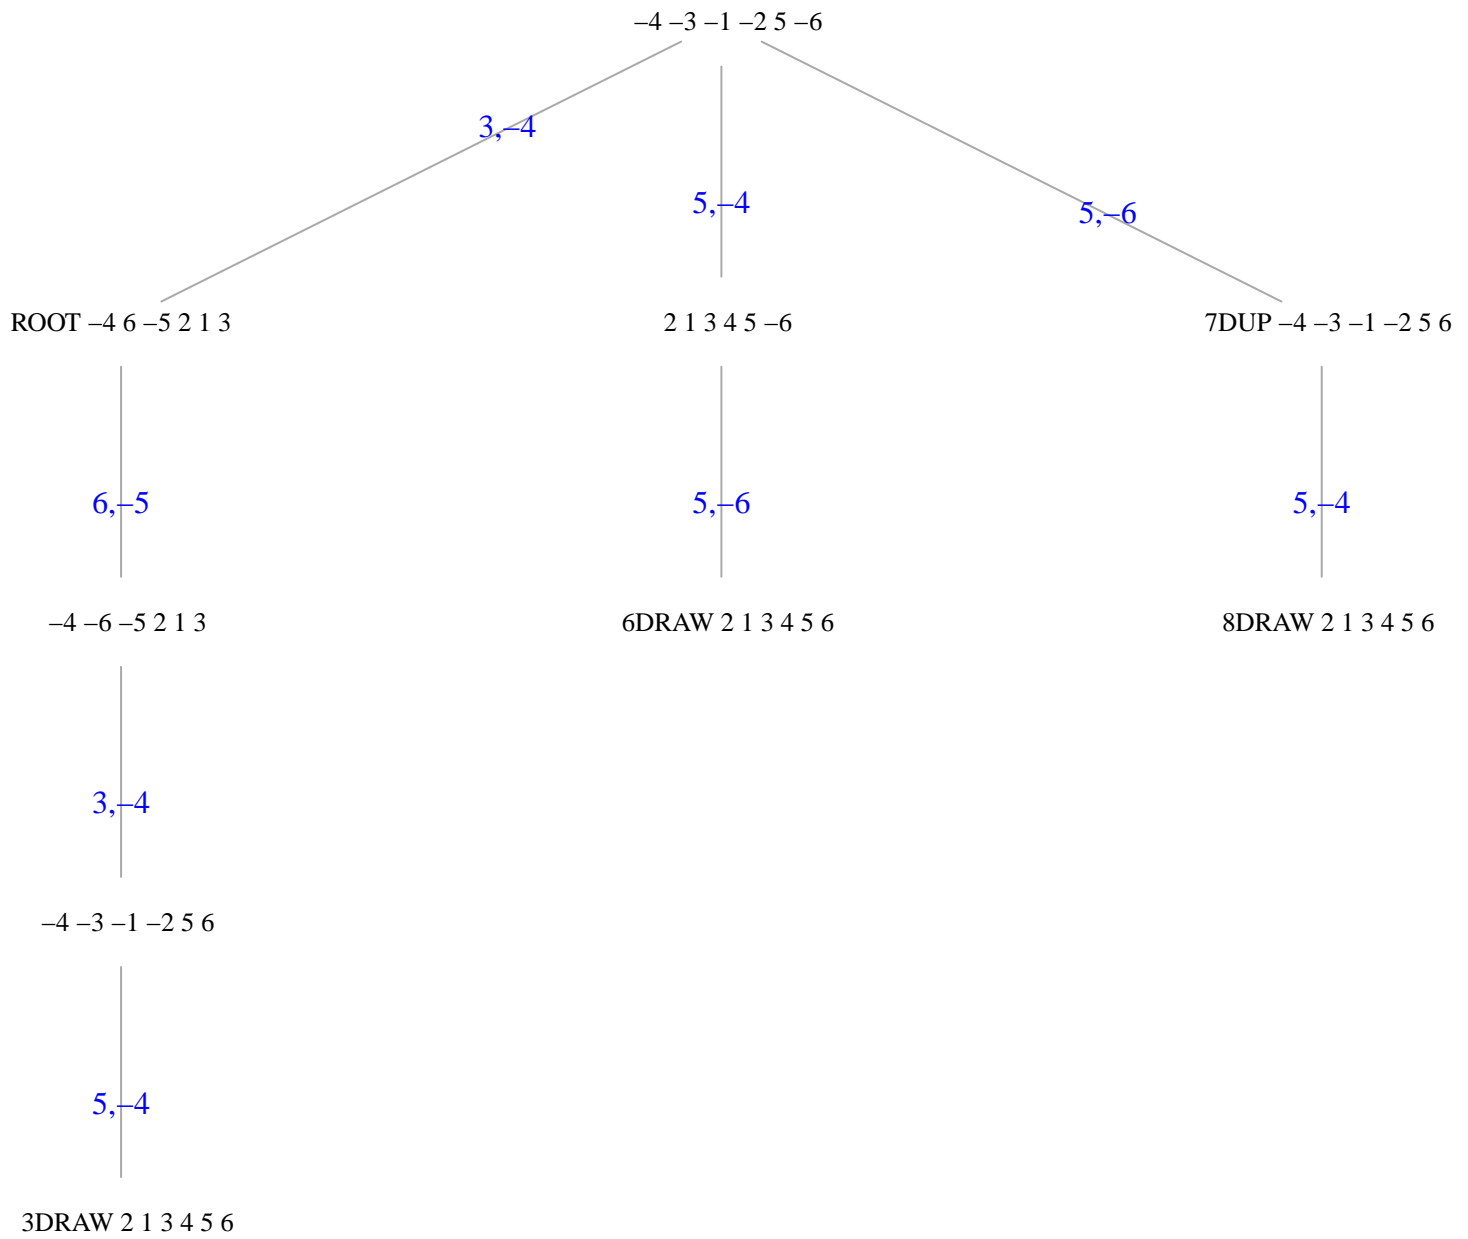 –4 –3 –1 –2 5 –6
3,–4
5,–4
5,–6
ROOT –4 6 –5 2 1 3
2 1 3 4 5 –6
7DUP –4 –3 –1 –2 5 6
6,–5
5,–6
5,–4
–4 –6 –5 2 1 3
6DRAW 2 1 3 4 5 6
8DRAW 2 1 3 4 5 6
3,–4
–4 –3 –1 –2 5 6
5,–4
3DRAW 2 1 3 4 5 6